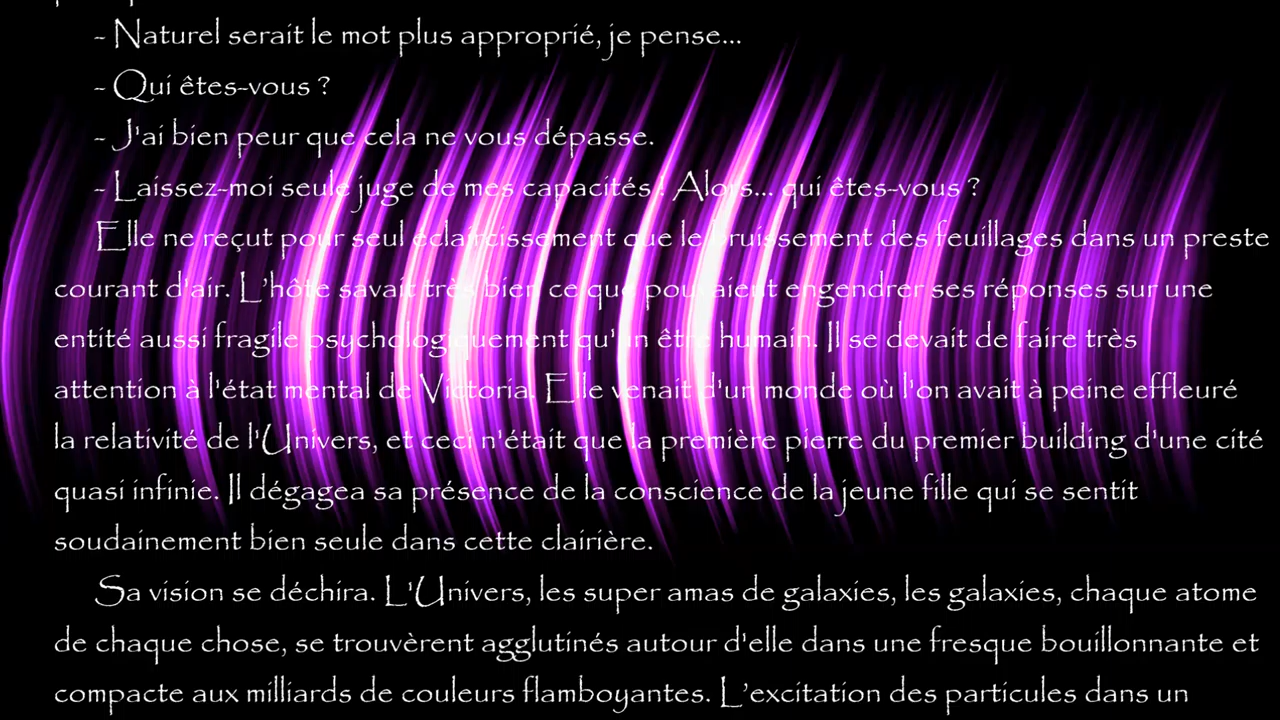 - Naturel serait le mot plus approprié, je pense...
- Qui êtes-vous ?
- J'ai bien peur que cela ne vous dépasse.
- Laissez-moi seule juge de mes capacités ! Alors... qui êtes-vous ?
Elle ne reçut pour seul éclaircissement que le bruissement des feuillages dans un preste
courant d'air. L'hôte savait très bien ce que pouvaient engendrer ses réponses sur une
entité aussi fragile psychologiquement qu'un être humain. Il se devait de faire très
attention à l'état mental de Victoria. Elle venait d'un monde où l'on avait à peine effleuré
la relativité de l'Univers, et ceci n'était que la première pierre du premier building d'une cité
quasi infinie. Il dégagea sa présence de la conscience de la jeune fille qui se sentit
soudainement bien seule dans cette clairière.
Sa vision se déchira. L'Univers, les super amas de galaxies, les galaxies, chaque atome
de chaque chose, se trouvèrent agglutinés autour d'elle dans une fresque bouillonnante et
compacte aux milliards de couleurs flamboyantes. L'excitation des particules dans un